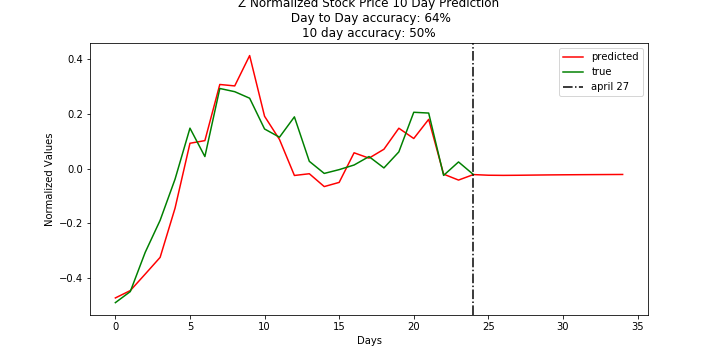 Z Normalized Stock Price 10 Day Prediction
Day to Day accuracy: 64%
10 day accuracy: 50%
0.4
0.2
0.0
−0.2
−0.4
Normalized Values
predicted
true
april 27
0 5 10 15 20 25 30 35
Days